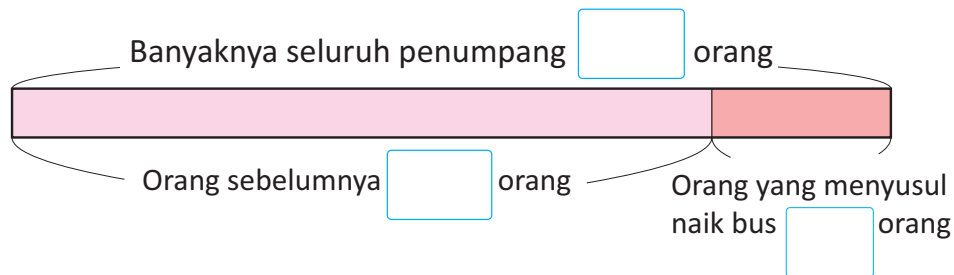 Banyaknya seluruh penumpang orang
Orang sebelumnya orang
Orang yang menyusul
naik bus orang